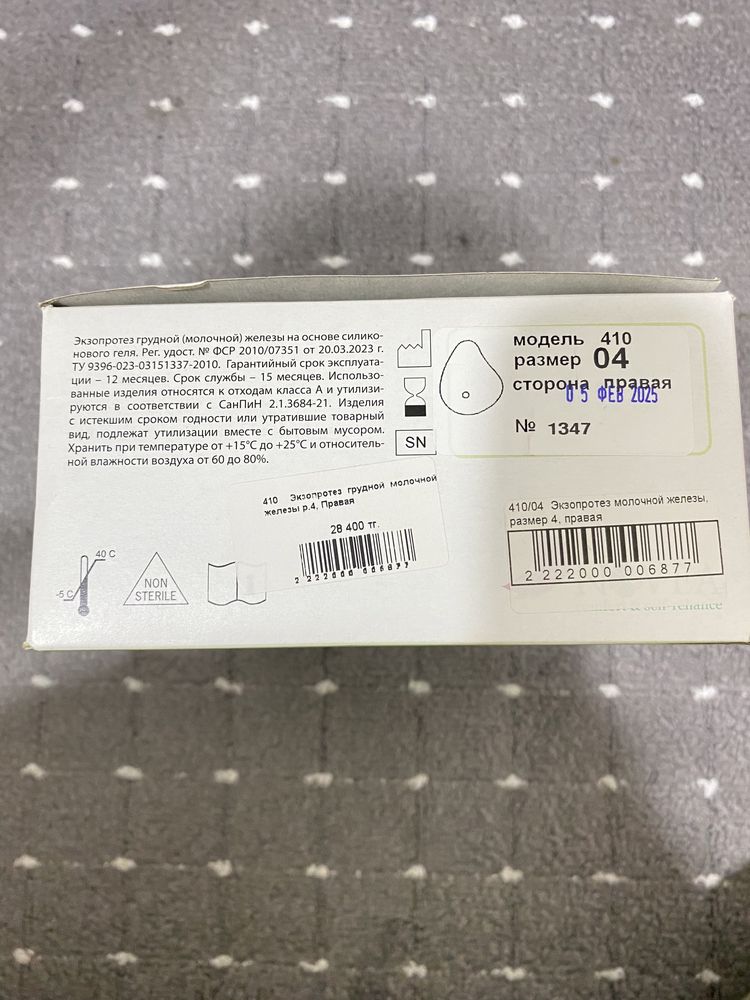 Экзопротез грудной (молочной) железы на основе силико-
нового геля. Рег. удост. № ФСР 2010/07351 от 20.03.2023 г.
ТУ 9396-023-03151337-2010. Гарантийный срок эксплуата-
ции – 12 месяцев. Срок службы – 15 месяцев. Использо-
ванные изделия относятся к отходам класса А и утилизи-
руются в соответствии с СанПиН 2.1.3684-21. Изделия
с истекшим сроком годности или утратившие товарный
вид, подлежат утилизации вместе с бытовым мусором.
Хранить при температуре от +15°C до +25°C и относитель-
ной влажности воздуха от 60 до 80%.
SN
модель 410
размер 04
сторона правая
05 ФЕВ 2025
№ 1347
410 Экзопротез грудной молочной
железы р.4, Правая
28 400 тг.
2 222000 006877
410/04 Экзопротез молочной железы,
размер 4, правая
2 222000 006877
40 C
-5 C
NON
STERILE
& self-reliance